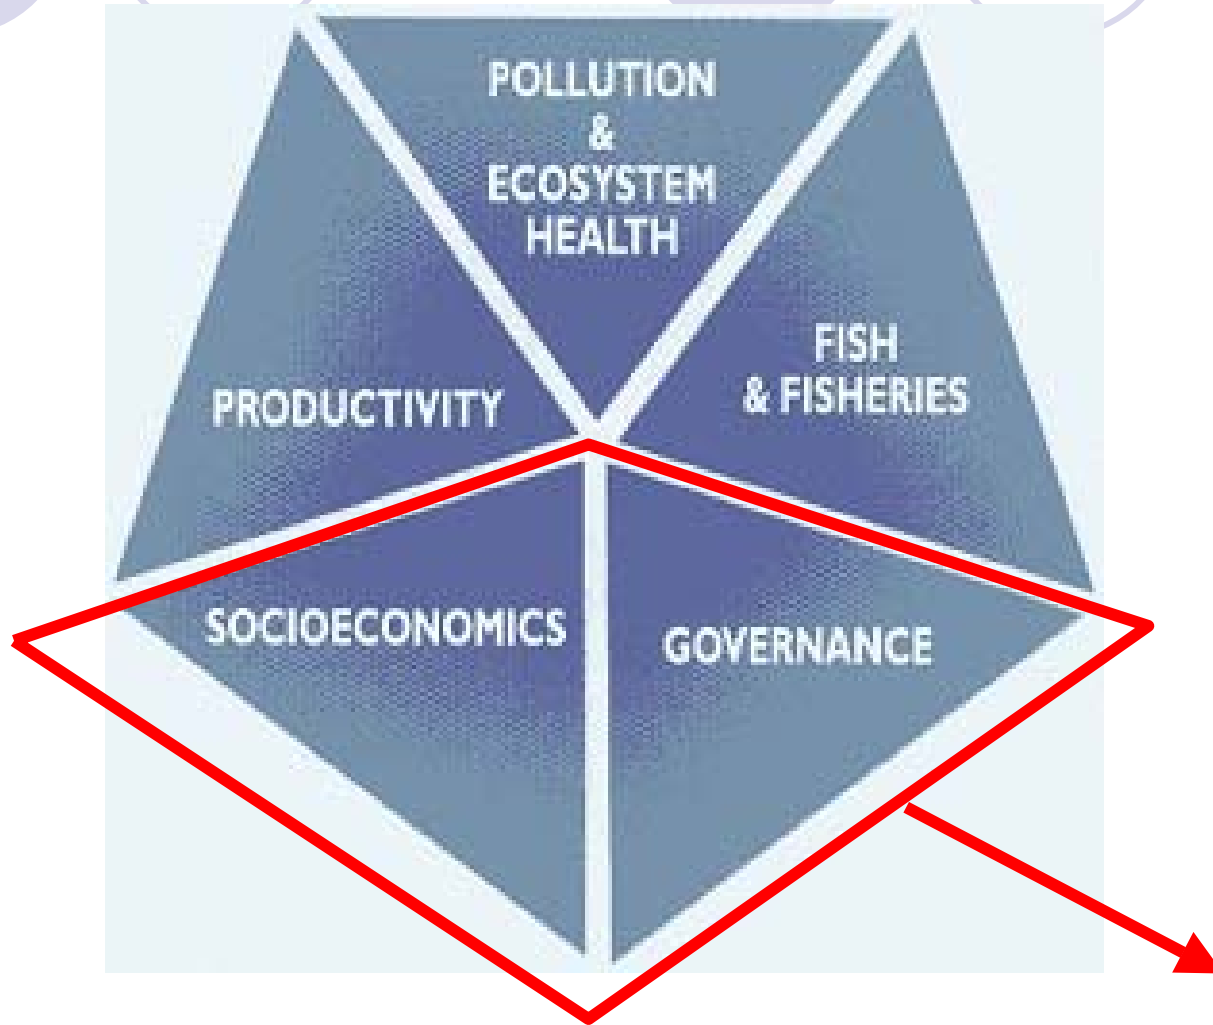 POLLUTION
&
ECOSYSTEM
HEALTH
FISH
& FISHERIES
PRODUCTIVITY
SOCIOECONOMICS
GOVERNANCE